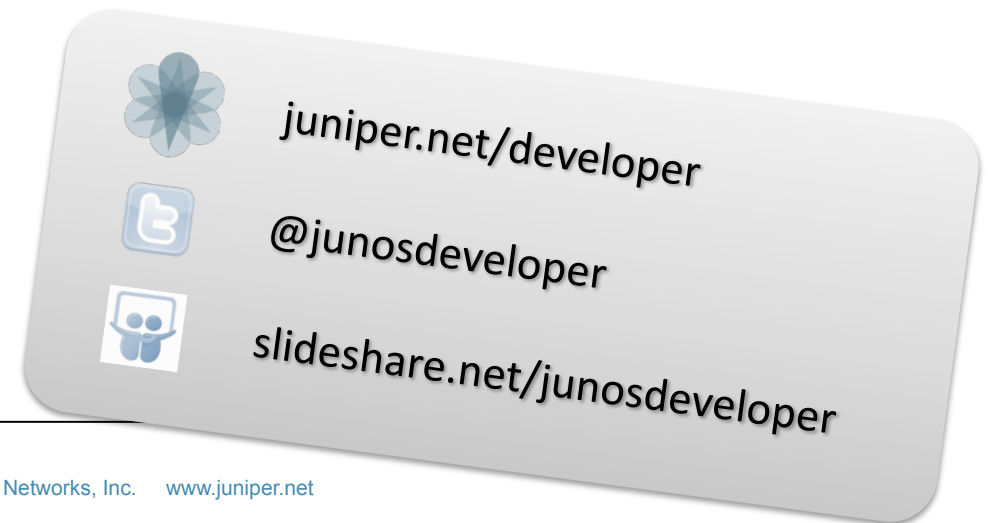 juniper.net/developer
@junosdeveloper
slideshare.net/junosdeveloper
Networks, Inc. www.juniper.net